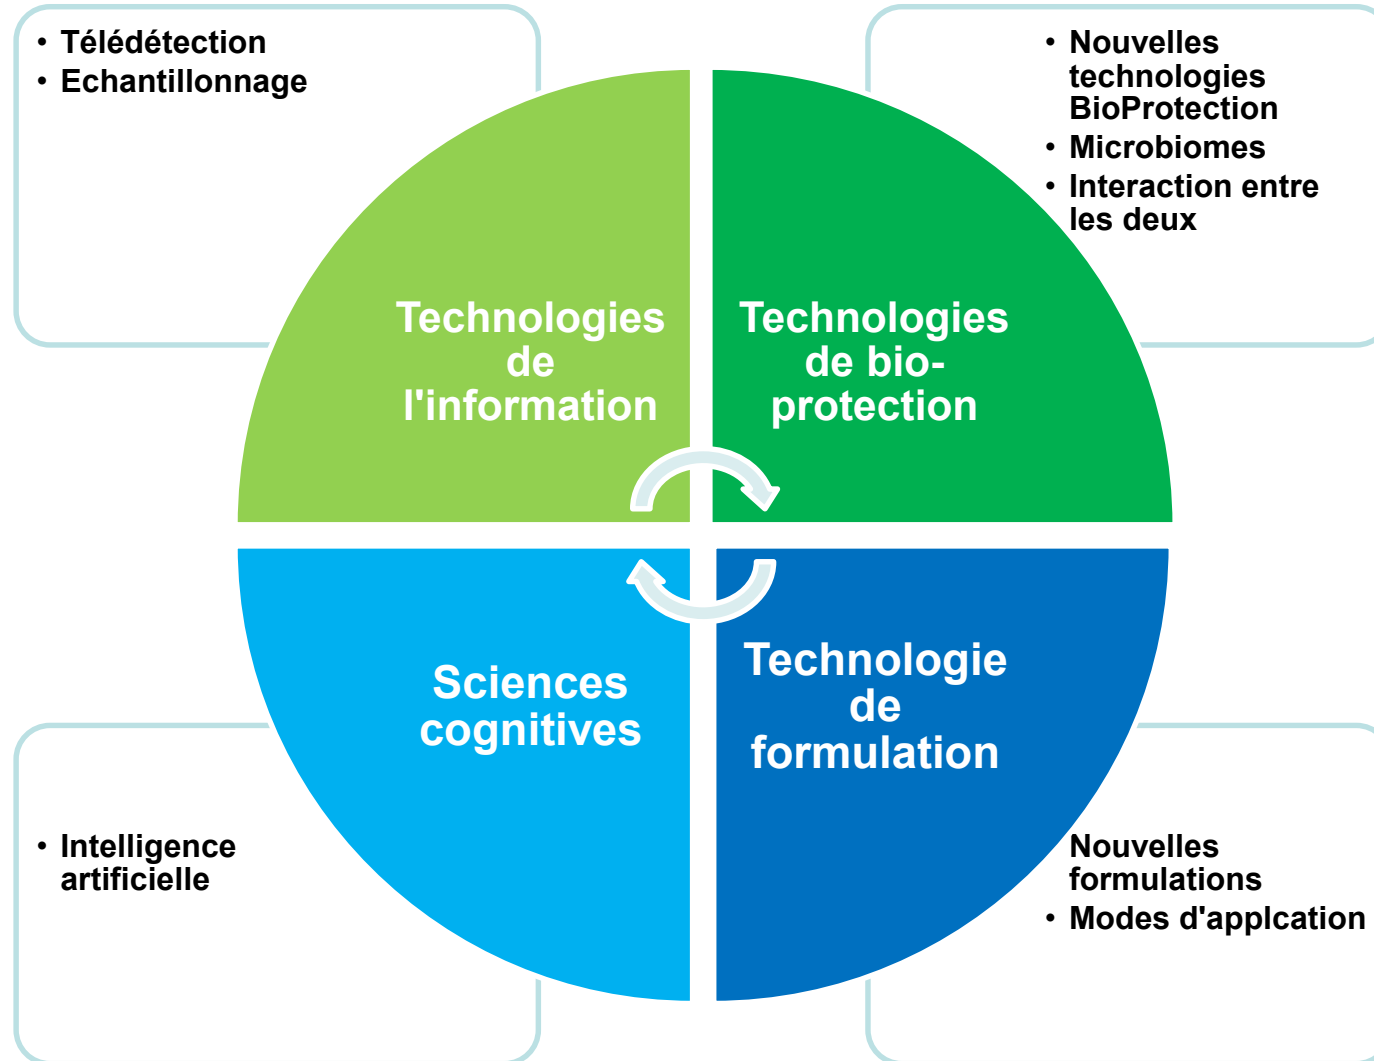 • Télédétection
• Echantillonnage
• Nouvelles
technologies
BioProtection
• Microbiomes
• Interaction entre
les deux
Technologies
de
l'information
Technologies
de bio-
protection
Sciences
cognitives
Technologie
de
formulation
• Intelligence
artificielle
Nouvelles
formulations
• Modes d'applcation